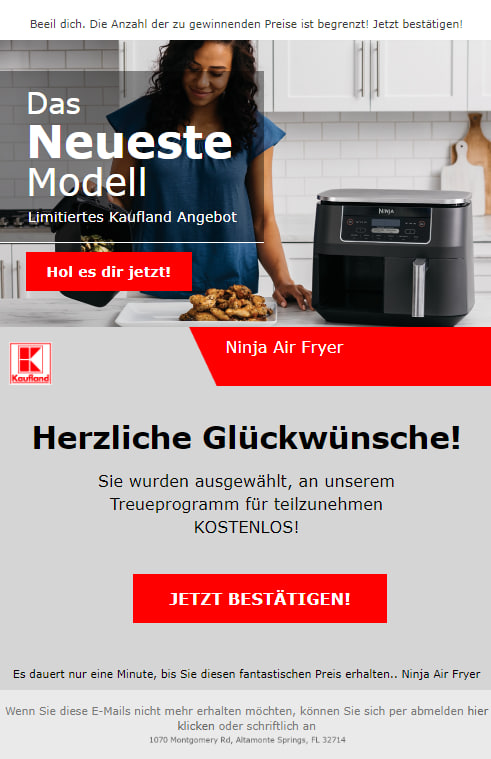 Beeil dich. Die Anzahl der zu gewinnenden Preise ist begrenzt! Jetzt bestätigen!
Das
Neueste
Modell
Limitiertes Kaufland Angebot
Hol es dir jetzt!
NINJA
Kaufland
Ninja Air Fryer
Herzliche Glückwünsche!
Sie wurden ausgewählt, an unserem
Treueprogramm für teilzunehmen
KOSTENLOS!
JETZT BESTÄTIGEN!
Es dauert nur eine Minute, bis Sie diesen fantastischen Preis erhalten.. Ninja Air Fryer
Wenn Sie diese E-Mails nicht mehr erhalten möchten, können Sie sich per abmelden hier
klicken oder schriftlich an
1070 Montgomery Rd, Altamonte Springs, FL 32714